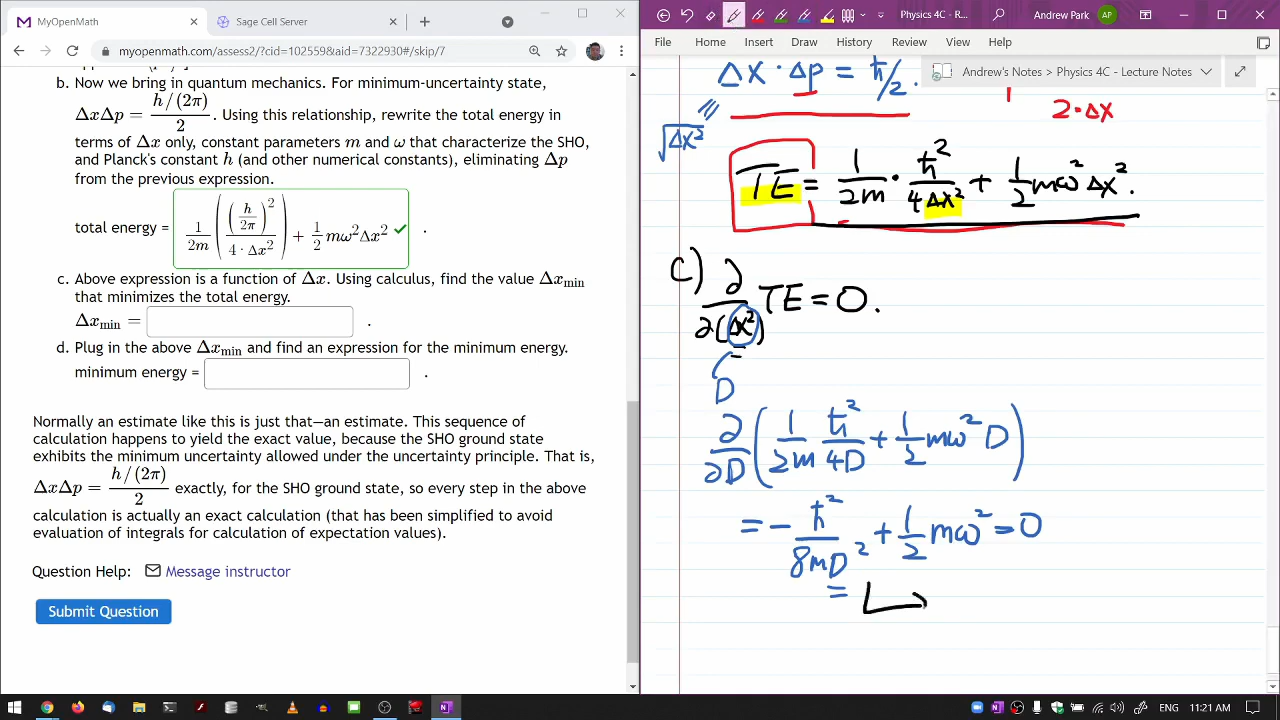 MyOpenMath
Sage Cell Server
myopenmath.com/assess2/?cid=102559&aid=7322930#/skip/7
b. Now we bring in quantum mechanics. For minimum-uncertainty state,
ΔxΔp = h/(2π)/2. Using this relationship, rewrite the total energy in
terms of Δx only, constant parameters m and ω that characterize the SHO,
and Planck's constant h (and other numerical constants), eliminating Δp
from the previous expression.
total energy = 1/2m ((h/2π)²/4·Δx²) + 1/2 mω²Δx² ✓ .
c. Above expression is a function of Δx. Using calculus, find the value Δxmin
that minimizes the total energy.
Δxmin = .
d. Plug in the above Δxmin and find an expression for the minimum energy.
minimum energy = .
Normally an estimate like this is just that—an estimate. This sequence of
calculation happens to yield the exact value, because the SHO ground state
exhibits the minimum uncertainty allowed under the uncertainty principle. That is,
ΔxΔp = h/(2π)/2 exactly, for the SHO ground state, so every step in the above
calculation is actually an exact calculation (that has been simplified to avoid
evaluation of integrals for calculation of expectation values).
Question Help: Message instructor
Submit Question
Physics 4C - R...
Andrew Park
AP
File Home Insert Draw History Review View Help
Andrew's Notes > Physics 4C - Lecture Notes
Δx · Δp = ħ/2.
2·Δx
√Δx²
TE = 1/2m · ħ²/4Δx² + 1/2 mω² Δx².
c) ∂/∂(Δx²) TE = 0.
D
∂/∂D (1/2m ħ²/4D + 1/2 mω² D)
= - ħ²/8mD² + 1/2 mω² = 0
=
ENG
11:21 AM